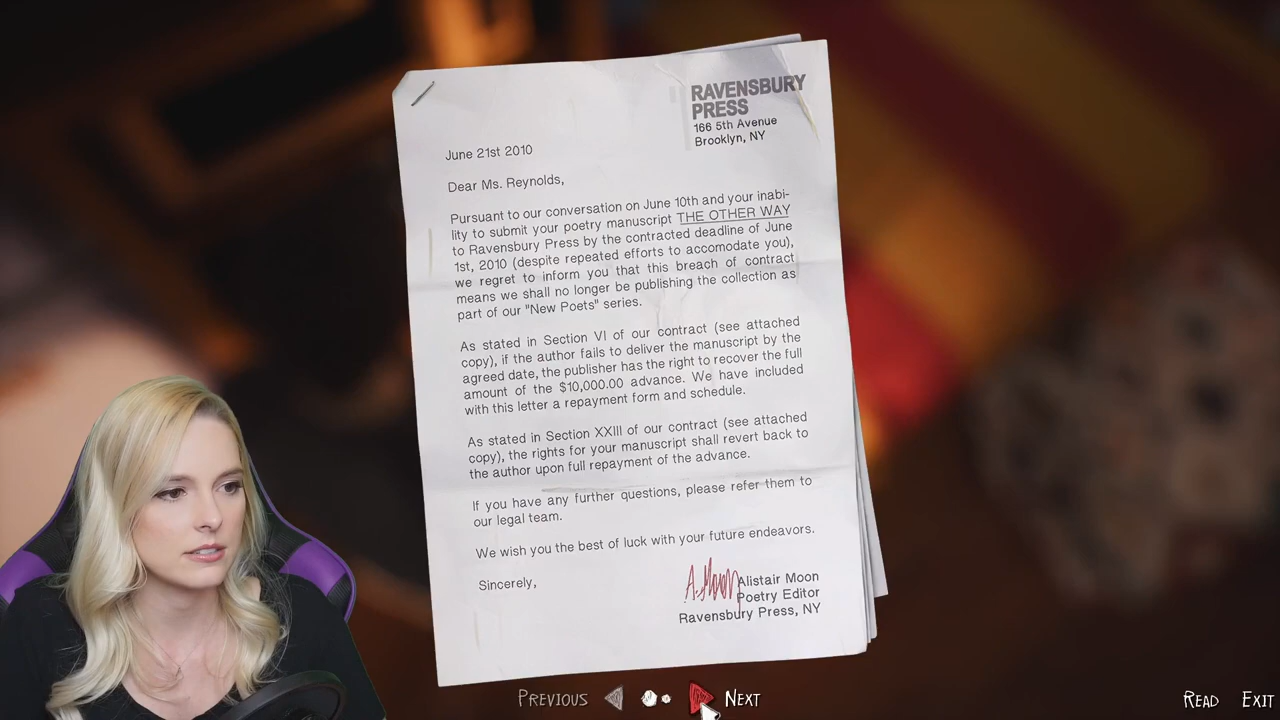 RAVENSBURY
PRESS
166 5th Avenue
Brooklyn, NY
June 21st 2010
Dear Ms. Reynolds,
Pursuant to our conversation on June 10th and your inabi-
lity to submit your poetry manuscript THE OTHER WAY
to Ravensbury Press by the contracted deadline of June
1st, 2010 (despite repeated efforts to accomodate you),
we regret to inform you that this breach of contract
means we shall no longer be publishing the collection as
part of our "New Poets" series.
As stated in Section VI of our contract (see attached
copy), if the author fails to deliver the manuscript by the
agreed date, the publisher has the right to recover the full
amount of the $10,000.00 advance. We have included
with this letter a repayment form and schedule.
As stated in Section XXIII of our contract (see attached
copy), the rights for your manuscript shall revert back to
the author upon full repayment of the advance.
If you have any further questions, please refer them to
our legal team.
We wish you the best of luck with your future endeavors.
Sincerely,
A.Moon
Alistair Moon
Poetry Editor
Ravensbury Press, NY
PREVIOUS
NEXT
READ
EXIT